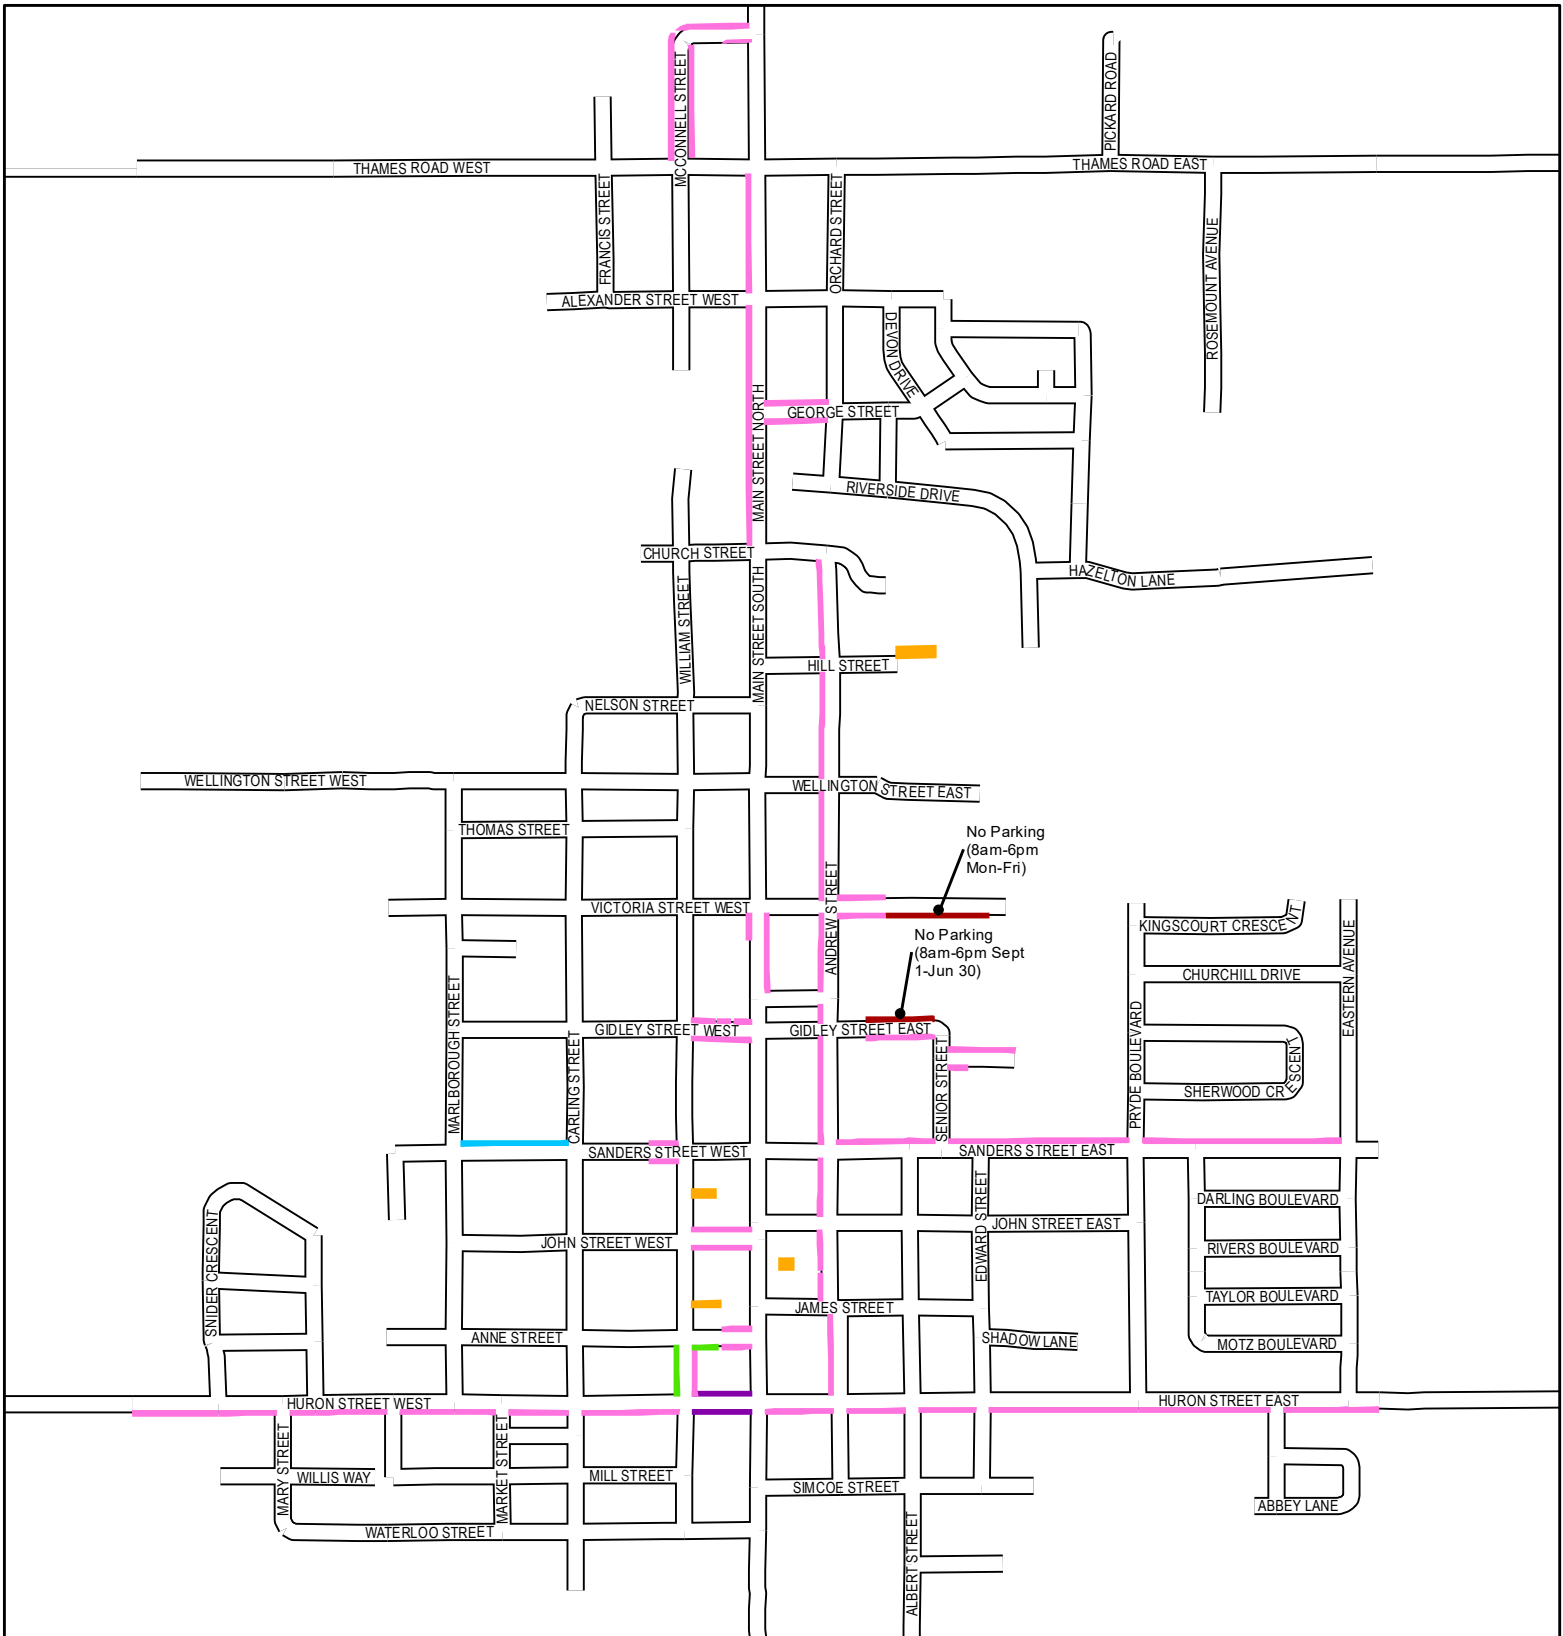 PICKARD ROAD
MCCONNELL STREET
THAMES ROAD WEST
THAMES ROAD EAST
FRANCIS STREET
ORCHARD STREET
ROSEMOUNT AVENUE
ALEXANDER STREET WEST
DEVON DRIVE
MAIN STREET NORTH
GEORGE STREET
RIVERSIDE DRIVE
CHURCH STREET
HAZELTON LANE
WILLIAM STREET
MAIN STREET SOUTH
HILL STREET
NELSON STREET
WELLINGTON STREET WEST
WELLINGTON STREET EAST
THOMAS STREET
No Parking
(8am-6pm
Mon-Fri)
VICTORIA STREET WEST
ANDREW STREET
KINGSCOURT CRESCENT
No Parking
(8am-6pm Sept
1-Jun 30)
CHURCHILL DRIVE
EASTERN AVENUE
MARLBOROUGH STREET
CARLING STREET
GIDLEY STREET WEST
GIDLEY STREET EAST
SENIOR STREET
PRYDE BOULEVARD
SHERWOOD CRESCENT
SANDERS STREET WEST
SANDERS STREET EAST
SNIDER CRESCENT
EDWARD STREET
DARLING BOULEVARD
JOHN STREET EAST
JOHN STREET WEST
RIVERS BOULEVARD
TAYLOR BOULEVARD
JAMES STREET
ANNE STREET
SHADOW LANE
MOTZ BOULEVARD
HURON STREET WEST
HURON STREET EAST
MARY STREET
MARKET STREET
WILLIS WAY
MILL STREET
SIMCOE STREET
ABBEY LANE
WATERLOO STREET
ALBERT STREET